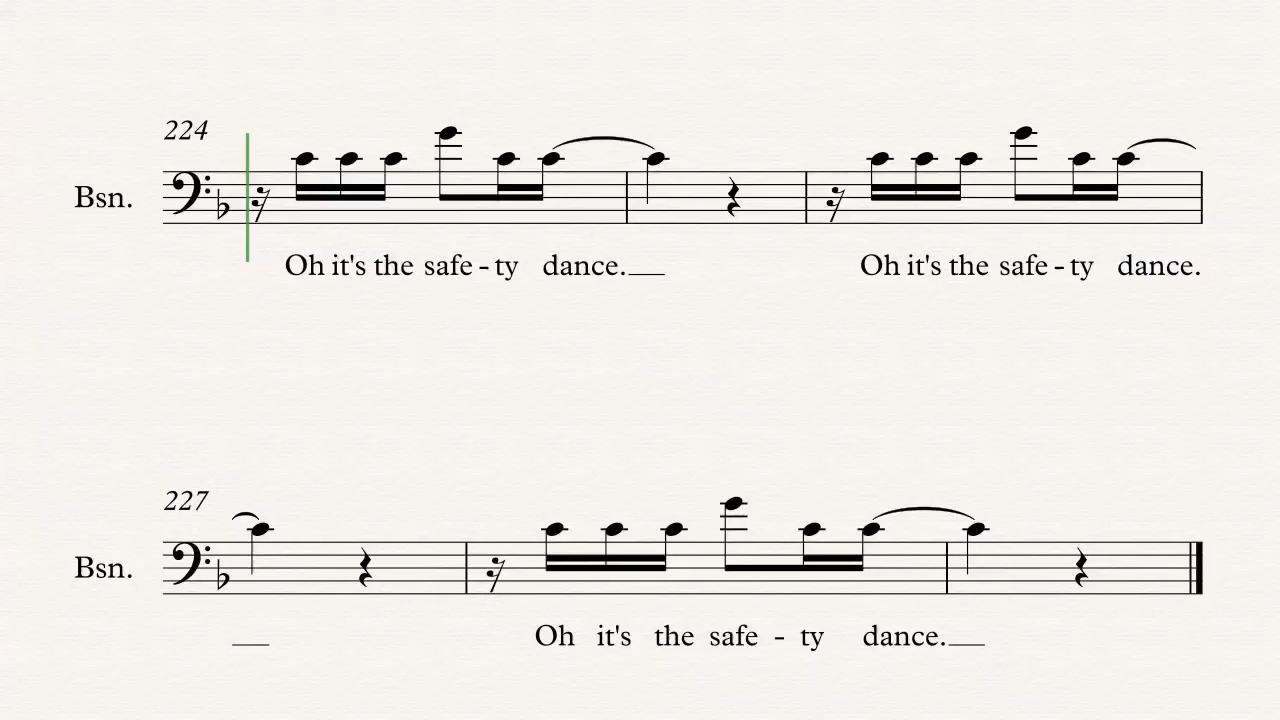 224
Bsn.
Oh it's the safe - ty dance.
Oh it's the safe - ty dance.
227
Bsn.
Oh it's the safe - ty dance.